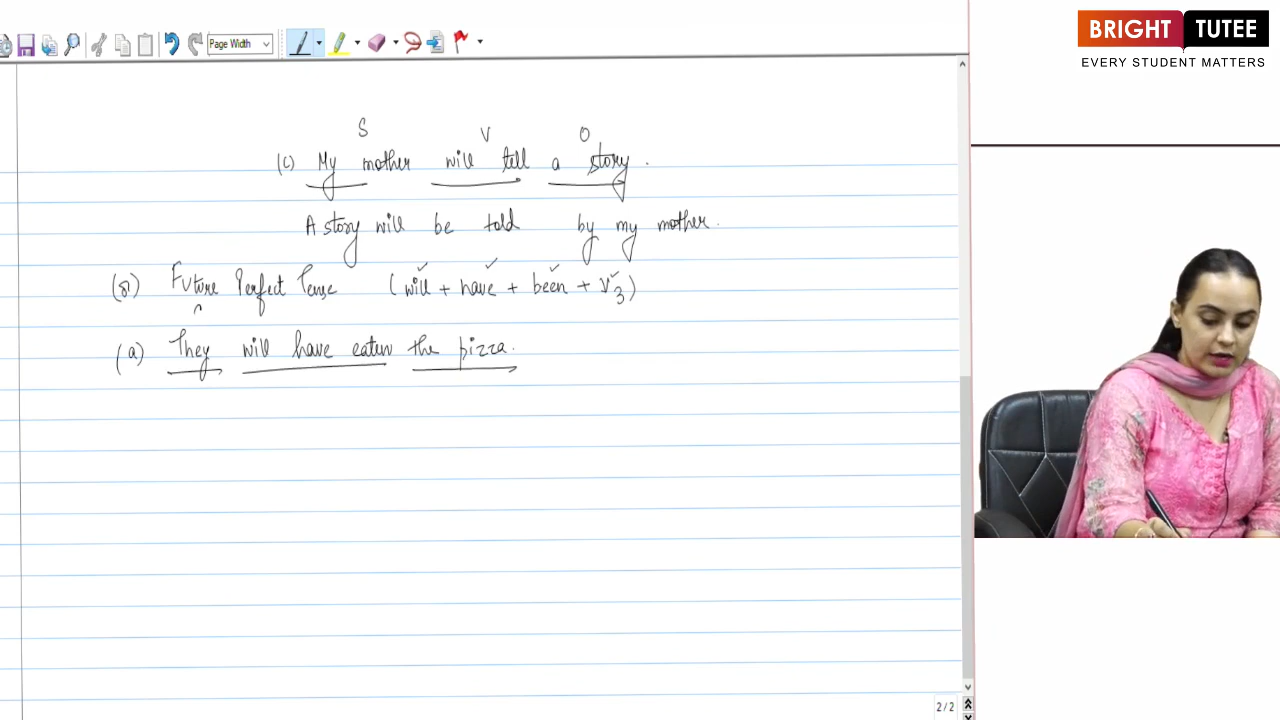 BRIGHT TUTEE
EVERY STUDENT MATTERS
Page Width
S V O
(c) My mother will tell a story.
A story will be told by my mother.
(8) Future Perfect Tense (will + have + been + V3)
(a) They will have eaten the pizza.
2/2